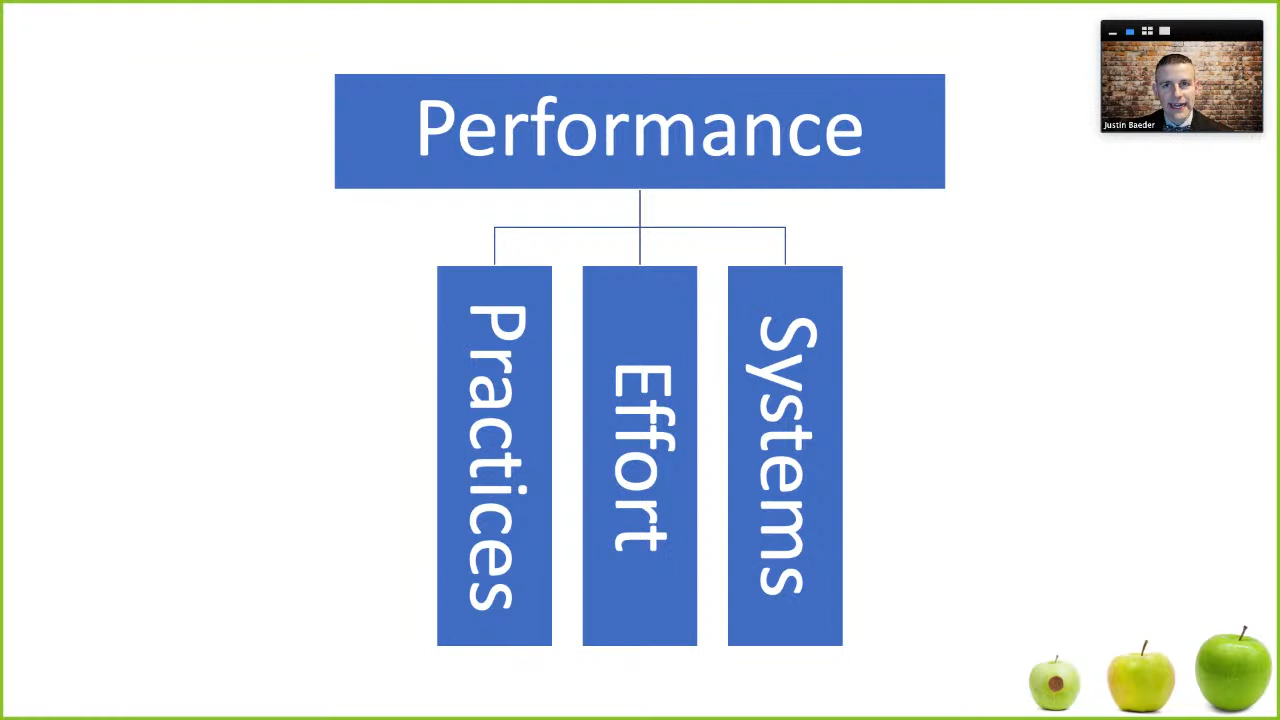 Performance
Practices
Effort
Systems
Justin Baeder